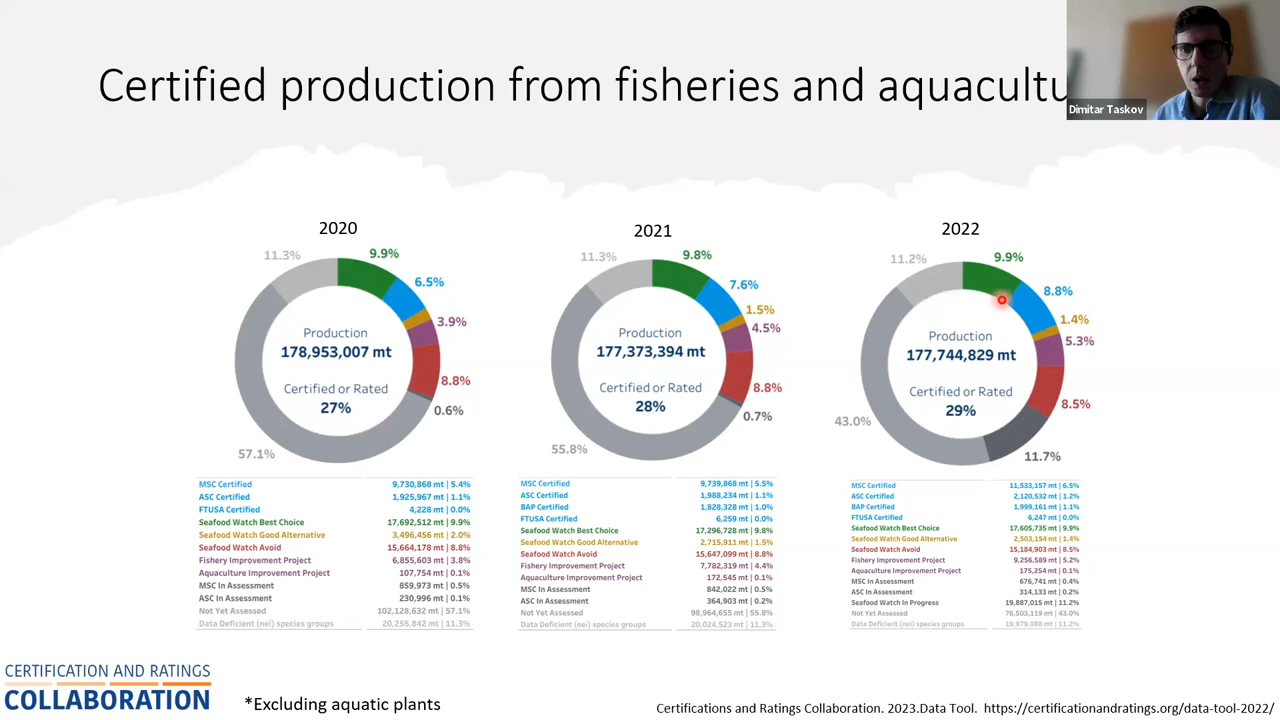 Certified production from fisheries and aquacultu
Dimitar Taskov
2020
11.3%
9.9%
6.5%
3.9%
8.8%
0.6%
57.1%
Production
178,953,007 mt
Certified or Rated
27%
MSC Certified 9,730,868 mt | 5.4%
ASC Certified 1,925,967 mt | 1.1%
FTUSA Certified 4,228 mt | 0.0%
Seafood Watch Best Choice 17,692,512 mt | 9.9%
Seafood Watch Good Alternative 3,496,456 mt | 2.0%
Seafood Watch Avoid 15,664,178 mt | 8.8%
Fishery Improvement Project 6,855,603 mt | 3.8%
Aquaculture Improvement Project 107,754 mt | 0.1%
MSC In Assessment 859,973 mt | 0.5%
ASC In Assessment 230,996 mt | 0.1%
Not Yet Assessed 102,128,632 mt | 57.1%
Data Deficient (nei) species groups 20,255,842 mt | 11.3%
2021
11.3%
9.8%
7.6%
1.5%
4.5%
8.8%
0.7%
55.8%
Production
177,373,394 mt
Certified or Rated
28%
MSC Certified 9,739,868 mt | 5.5%
ASC Certified 1,988,234 mt | 1.1%
BAP Certified 1,828,328 mt | 1.0%
FTUSA Certified 6,259 mt | 0.0%
Seafood Watch Best Choice 17,296,728 mt | 9.8%
Seafood Watch Good Alternative 2,715,911 mt | 1.5%
Seafood Watch Avoid 15,647,099 mt | 8.8%
Fishery Improvement Project 7,782,319 mt | 4.4%
Aquaculture Improvement Project 172,545 mt | 0.1%
MSC In Assessment 842,022 mt | 0.5%
ASC In Assessment 364,903 mt | 0.2%
Not Yet Assessed 98,964,655 mt | 55.8%
Data Deficient (nei) species groups 20,024,523 mt | 11.3%
2022
11.2%
9.9%
8.8%
1.4%
5.3%
8.5%
11.7%
43.0%
Production
177,744,829 mt
Certified or Rated
29%
MSC Certified 11,533,157 mt | 6.5%
ASC Certified 2,120,532 mt | 1.2%
BAP Certified 1,999,161 mt | 1.1%
FTUSA Certified 6,247 mt | 0.0%
Seafood Watch Best Choice 17,605,735 mt | 9.9%
Seafood Watch Good Alternative 2,503,154 mt | 1.4%
Seafood Watch Avoid 15,184,903 mt | 8.5%
Fishery Improvement Project 9,256,589 mt | 5.2%
Aquaculture Improvement Project 175,254 mt | 0.1%
MSC In Assessment 676,741 mt | 0.4%
ASC In Assessment 314,133 mt | 0.2%
Seafood Watch In Progress 19,887,015 mt | 11.2%
Not Yet Assessed 76,503,119 mt | 43.0%
Data Deficient (nei) species groups 19,979,088 mt | 11.2%
CERTIFICATION AND RATINGS
COLLABORATION
*Excluding aquatic plants
Certifications and Ratings Collaboration. 2023.Data Tool. https://certificationandratings.org/data-tool-2022/